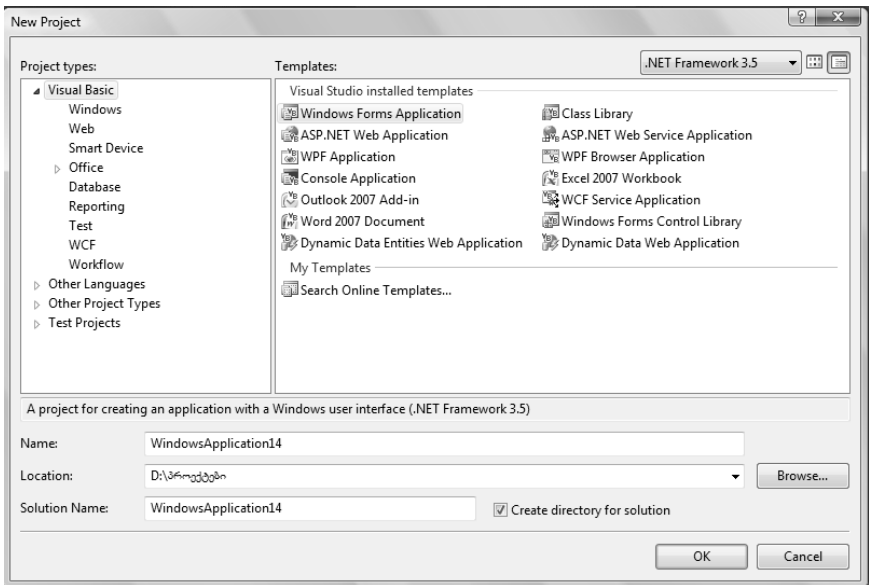 New Project
Project types:
Templates:
.NET Framework 3.5
Visual Basic
Windows
Web
Smart Device
Office
Database
Reporting
Test
WCF
Workflow
Other Languages
Other Project Types
Test Projects
Visual Studio installed templates
Windows Forms Application
Class Library
ASP.NET Web Application
ASP.NET Web Service Application
WPF Application
WPF Browser Application
Console Application
Excel 2007 Workbook
Outlook 2007 Add-in
WCF Service Application
Word 2007 Document
Windows Forms Control Library
Dynamic Data Entities Web Application
Dynamic Data Web Application
My Templates
Search Online Templates...
A project for creating an application with a Windows user interface (.NET Framework 3.5)
Name:
WindowsApplication14
Location:
D:\პროექტები
Browse...
Solution Name:
WindowsApplication14
Create directory for solution
OK
Cancel